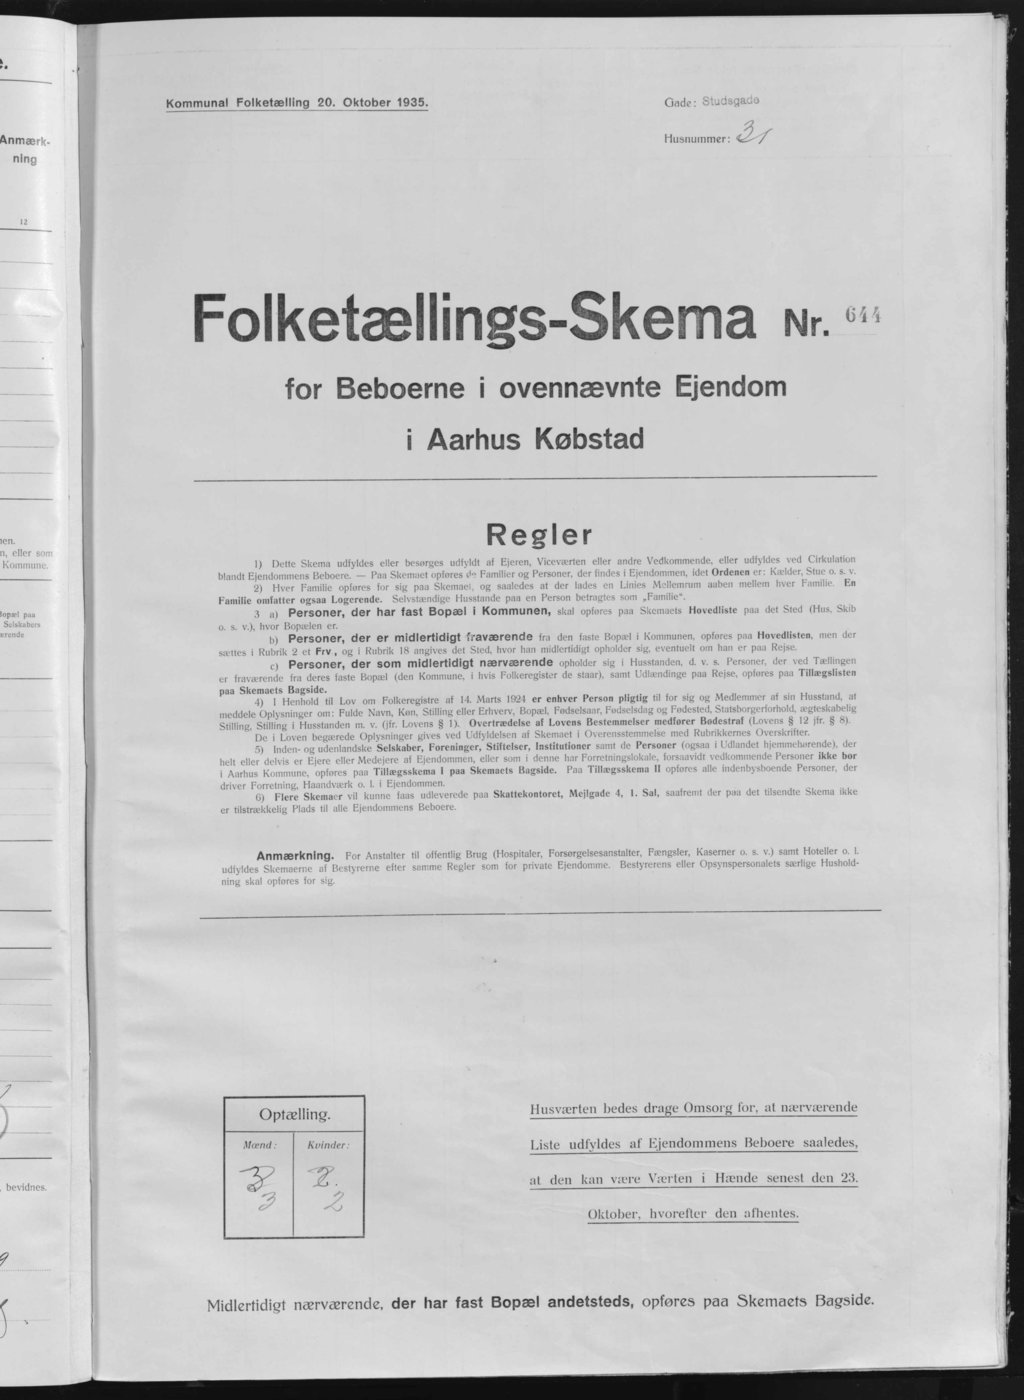 Kommunal Folketælling 20. Oktober 1935.
Gade: Studsgade
Husnummer: 31
Folketællings-Skema Nr. 644
for Beboerne i ovennævnte Ejendom
i Aarhus Købstad
Regler
1) Dette Skema udfyldes eller besørges udfyldt af Ejeren, Viceværten eller andre Vedkommende, eller udfyldes ved Cirkulation
blandt Ejendommens Beboere. — Paa Skemaet opføres de Familier og Personer, der findes i Ejendommen, idet Ordenen er: Kælder, Stue o. s. v.
2) Hver Familie opføres for sig paa Skemaet, og saaledes at der lades en Linies Mellemrum aaben mellem hver Familie. En
Familie omfatter ogsaa Logerende. Selvstændige Husstande paa en Person betragtes som „Familie".
3 a) Personer, der har fast Bopæl i Kommunen, skal opføres paa Skemaets Hovedliste paa det Sted (Hus, Skib
o. s. v.), hvor Bopælen er.
b) Personer, der er midlertidigt fraværende fra den faste Bopæl i Kommunen, opføres paa Hovedlisten, men der
sættes i Rubrik 2 et Frv., og i Rubrik 18 angives det Sted, hvor han midlertidigt opholder sig, eventuelt om han er paa Rejse.
c) Personer, der som midlertidigt nærværende opholder sig i Husstanden, d. v. s. Personer, der ved Tællingen
er fraværende fra deres faste Bopæl (den Kommune, i hvis Folkeregister de staar), samt Udlændinge paa Rejse, opføres paa Tillægslisten
paa Skemaets Bagside.
4) I Henhold til Lov om Folkeregistre af 14. Marts 1924 er enhver Person pligtig til for sig og Medlemmer af sin Husstand, at
meddele Oplysninger om: Fulde Navn, Køn, Stilling eller Erhverv, Bopæl, Fødselsaar, Fødselsdag og Fødested, Statsborgerforhold, ægteskabelig
Stilling, Stilling i Husstanden m. v. (jfr. Lovens § 1). Overtrædelse af Lovens Bestemmelser medfører Bødestraf (Lovens § 12 jfr. § 8).
De i Loven begærede Oplysninger gives ved Udfyldelsen af Skemaet i Overensstemmelse med Rubrikkernes Overskrifter.
5) Inden- og udenlandske Selskaber, Foreninger, Stiftelser, Institutioner samt de Personer (ogsaa i Udlandet hjemmehørende), der
helt eller delvis er Ejere eller Medejere af Ejendommen, eller som i denne har Forretningslokale, forsaavidt vedkommende Personer ikke bor
i Aarhus Kommune, opføres paa Tillægsskema I paa Skemaets Bagside. Paa Tillægsskema II opføres alle indenbysboende Personer, der
driver Forretning, Haandværk o. l. i Ejendommen.
6) Flere Skemaer vil kunne faas udleverede paa Skattekontoret, Mejlgade 4, 1. Sal, saafremt der paa det tilsendte Skema ikke
er tilstrækkelig Plads til alle Ejendommens Beboere.
Anmærkning. For Anstalter til offentlig Brug (Hospitaler, Forsørgelsesanstalter, Fængsler, Kaserner o. s. v.) samt Hoteller o. l.
udfyldes Skemaerne af Bestyrerne efter samme Regler som for private Ejendomme. Bestyrerens eller Opsynspersonalets særlige Hushold-
ning skal opføres for sig.
Optælling.
Mænd: Kvinder:
3 2.
3 2
Husværten bedes drage Omsorg for, at nærværende
Liste udfyldes af Ejendommens Beboere saaledes,
at den kan være Værten i Hænde senest den 23.
Oktober, hvorefter den afhentes.
Midlertidigt nærværende, der har fast Bopæl andetsteds, opføres paa Skemaets Bagside.
Anmærk-
ning
12
n, eller som
Kommune.
Bopæl paa
Selskabers
, bevidnes.